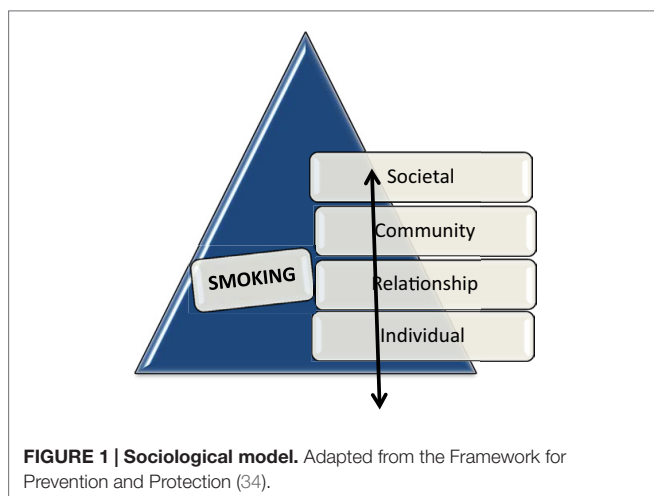 Societal
Community
SMOKING
Relationship
Individual
FIGURE 1 | Sociological model. Adapted from the Framework for
Prevention and Protection (34).